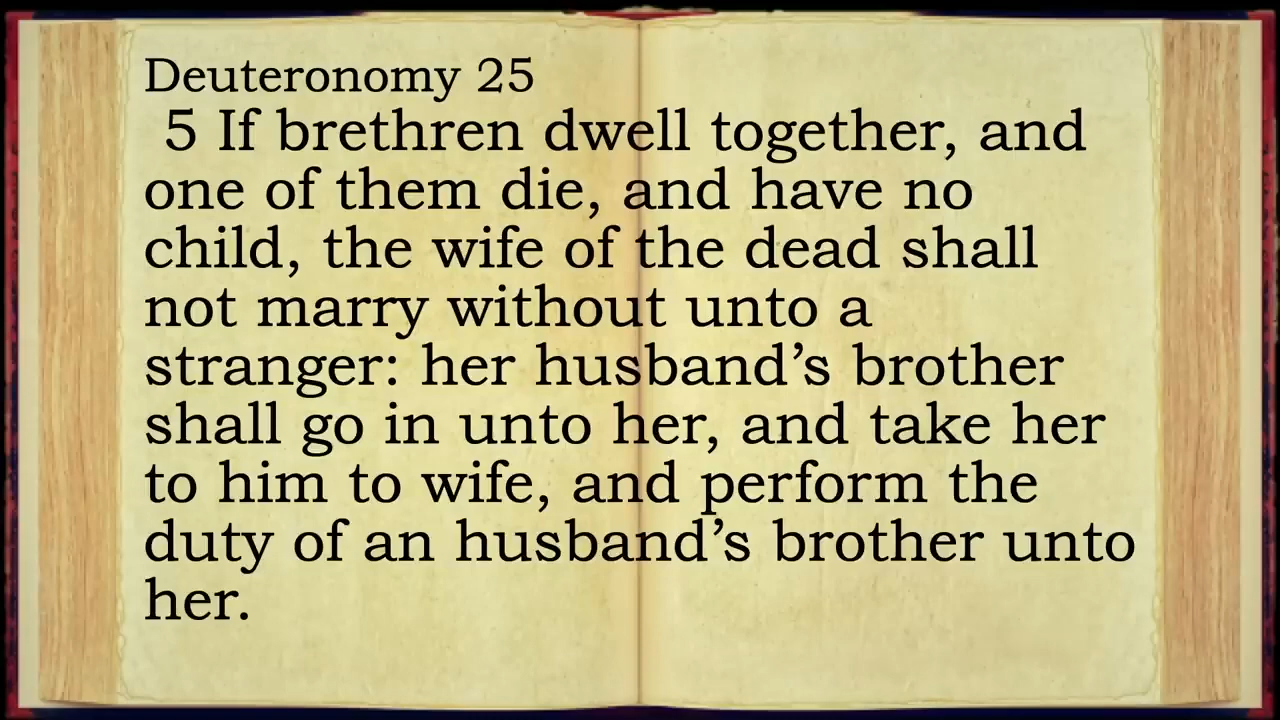 Deuteronomy 25
5 If brethren dwell together, and
one of them die, and have no
child, the wife of the dead shall
not marry without unto a
stranger: her husband’s brother
shall go in unto her, and take her
to him to wife, and perform the
duty of an husband’s brother unto
her.